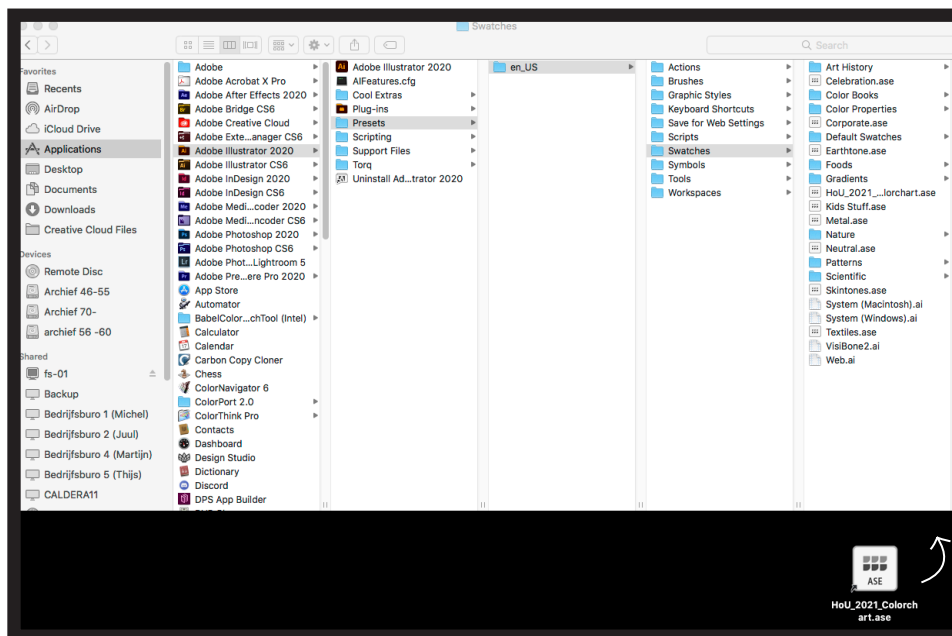 Swatches
Search
Favorites
Recents
AirDrop
iCloud Drive
Applications
Desktop
Documents
Downloads
Creative Cloud Files
Devices
Remote Disc
Archief 46-55
Archief 70-
archief 56 -60
Shared
fs-01
Backup
Bedrijfsburo 1 (Michel)
Bedrijfsburo 2 (Juul)
Bedrijfsburo 4 (Martijn)
Bedrijfsburo 5 (Thijs)
CALDERA11
Adobe
Adobe Acrobat X Pro
Adobe After Effects 2020
Adobe Bridge CS6
Adobe Creative Cloud
Adobe Exte...anager CS6
Adobe Illustrator 2020
Adobe Illustrator CS6
Adobe InDesign 2020
Adobe InDesign CS6
Adobe Medi...coder 2020
Adobe Medi...ncoder CS6
Adobe Photoshop 2020
Adobe Photoshop CS6
Adobe Phot...Lightroom 5
Adobe Pre...ere Pro 2020
App Store
Automator
BabelColor...chTool (Intel)
Calculator
Calendar
Carbon Copy Cloner
Chess
ColorNavigator 6
ColorPort 2.0
ColorThink Pro
Contacts
Dashboard
Design Studio
Dictionary
Discord
DPS App Builder
Adobe Illustrator 2020
AIFeatures.cfg
Cool Extras
Plug-ins
Presets
Scripting
Support Files
Torq
Uninstall Ad...trator 2020
en_US
Actions
Brushes
Graphic Styles
Keyboard Shortcuts
Save for Web Settings
Scripts
Swatches
Symbols
Tools
Workspaces
Art History
Celebration.ase
Color Books
Color Properties
Corporate.ase
Default Swatches
Earthtone.ase
Foods
Gradients
HoU_2021_...lorchart.ase
Kids Stuff.ase
Metal.ase
Nature
Neutral.ase
Patterns
Scientific
Skintones.ase
System (Macintosh).ai
System (Windows).ai
Textiles.ase
VisiBone2.ai
Web.ai
ASE
HoU_2021_Colorch
art.ase